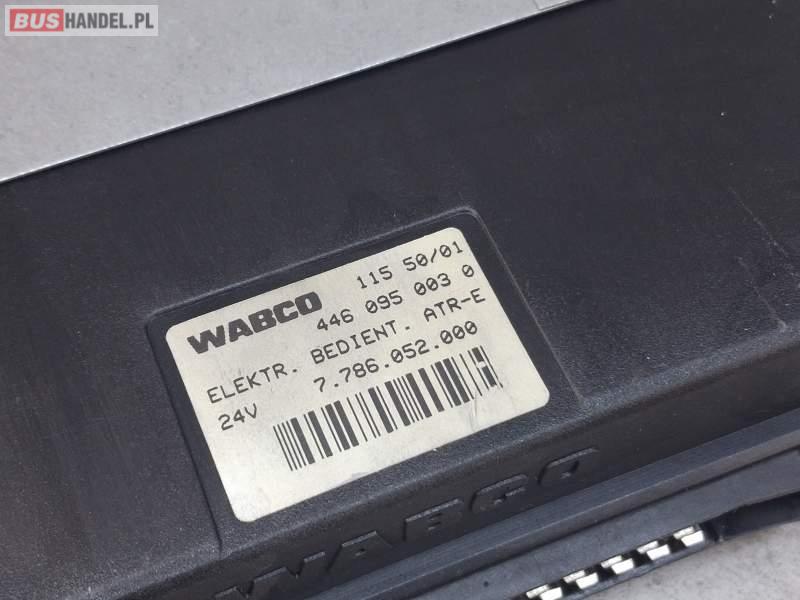 BUSHANDEL.PL
WABCO 115 50/01
446 095 003 0
ELEKTR. BEDIENT. ATR-E
24V 7.786.052.000
WABCO